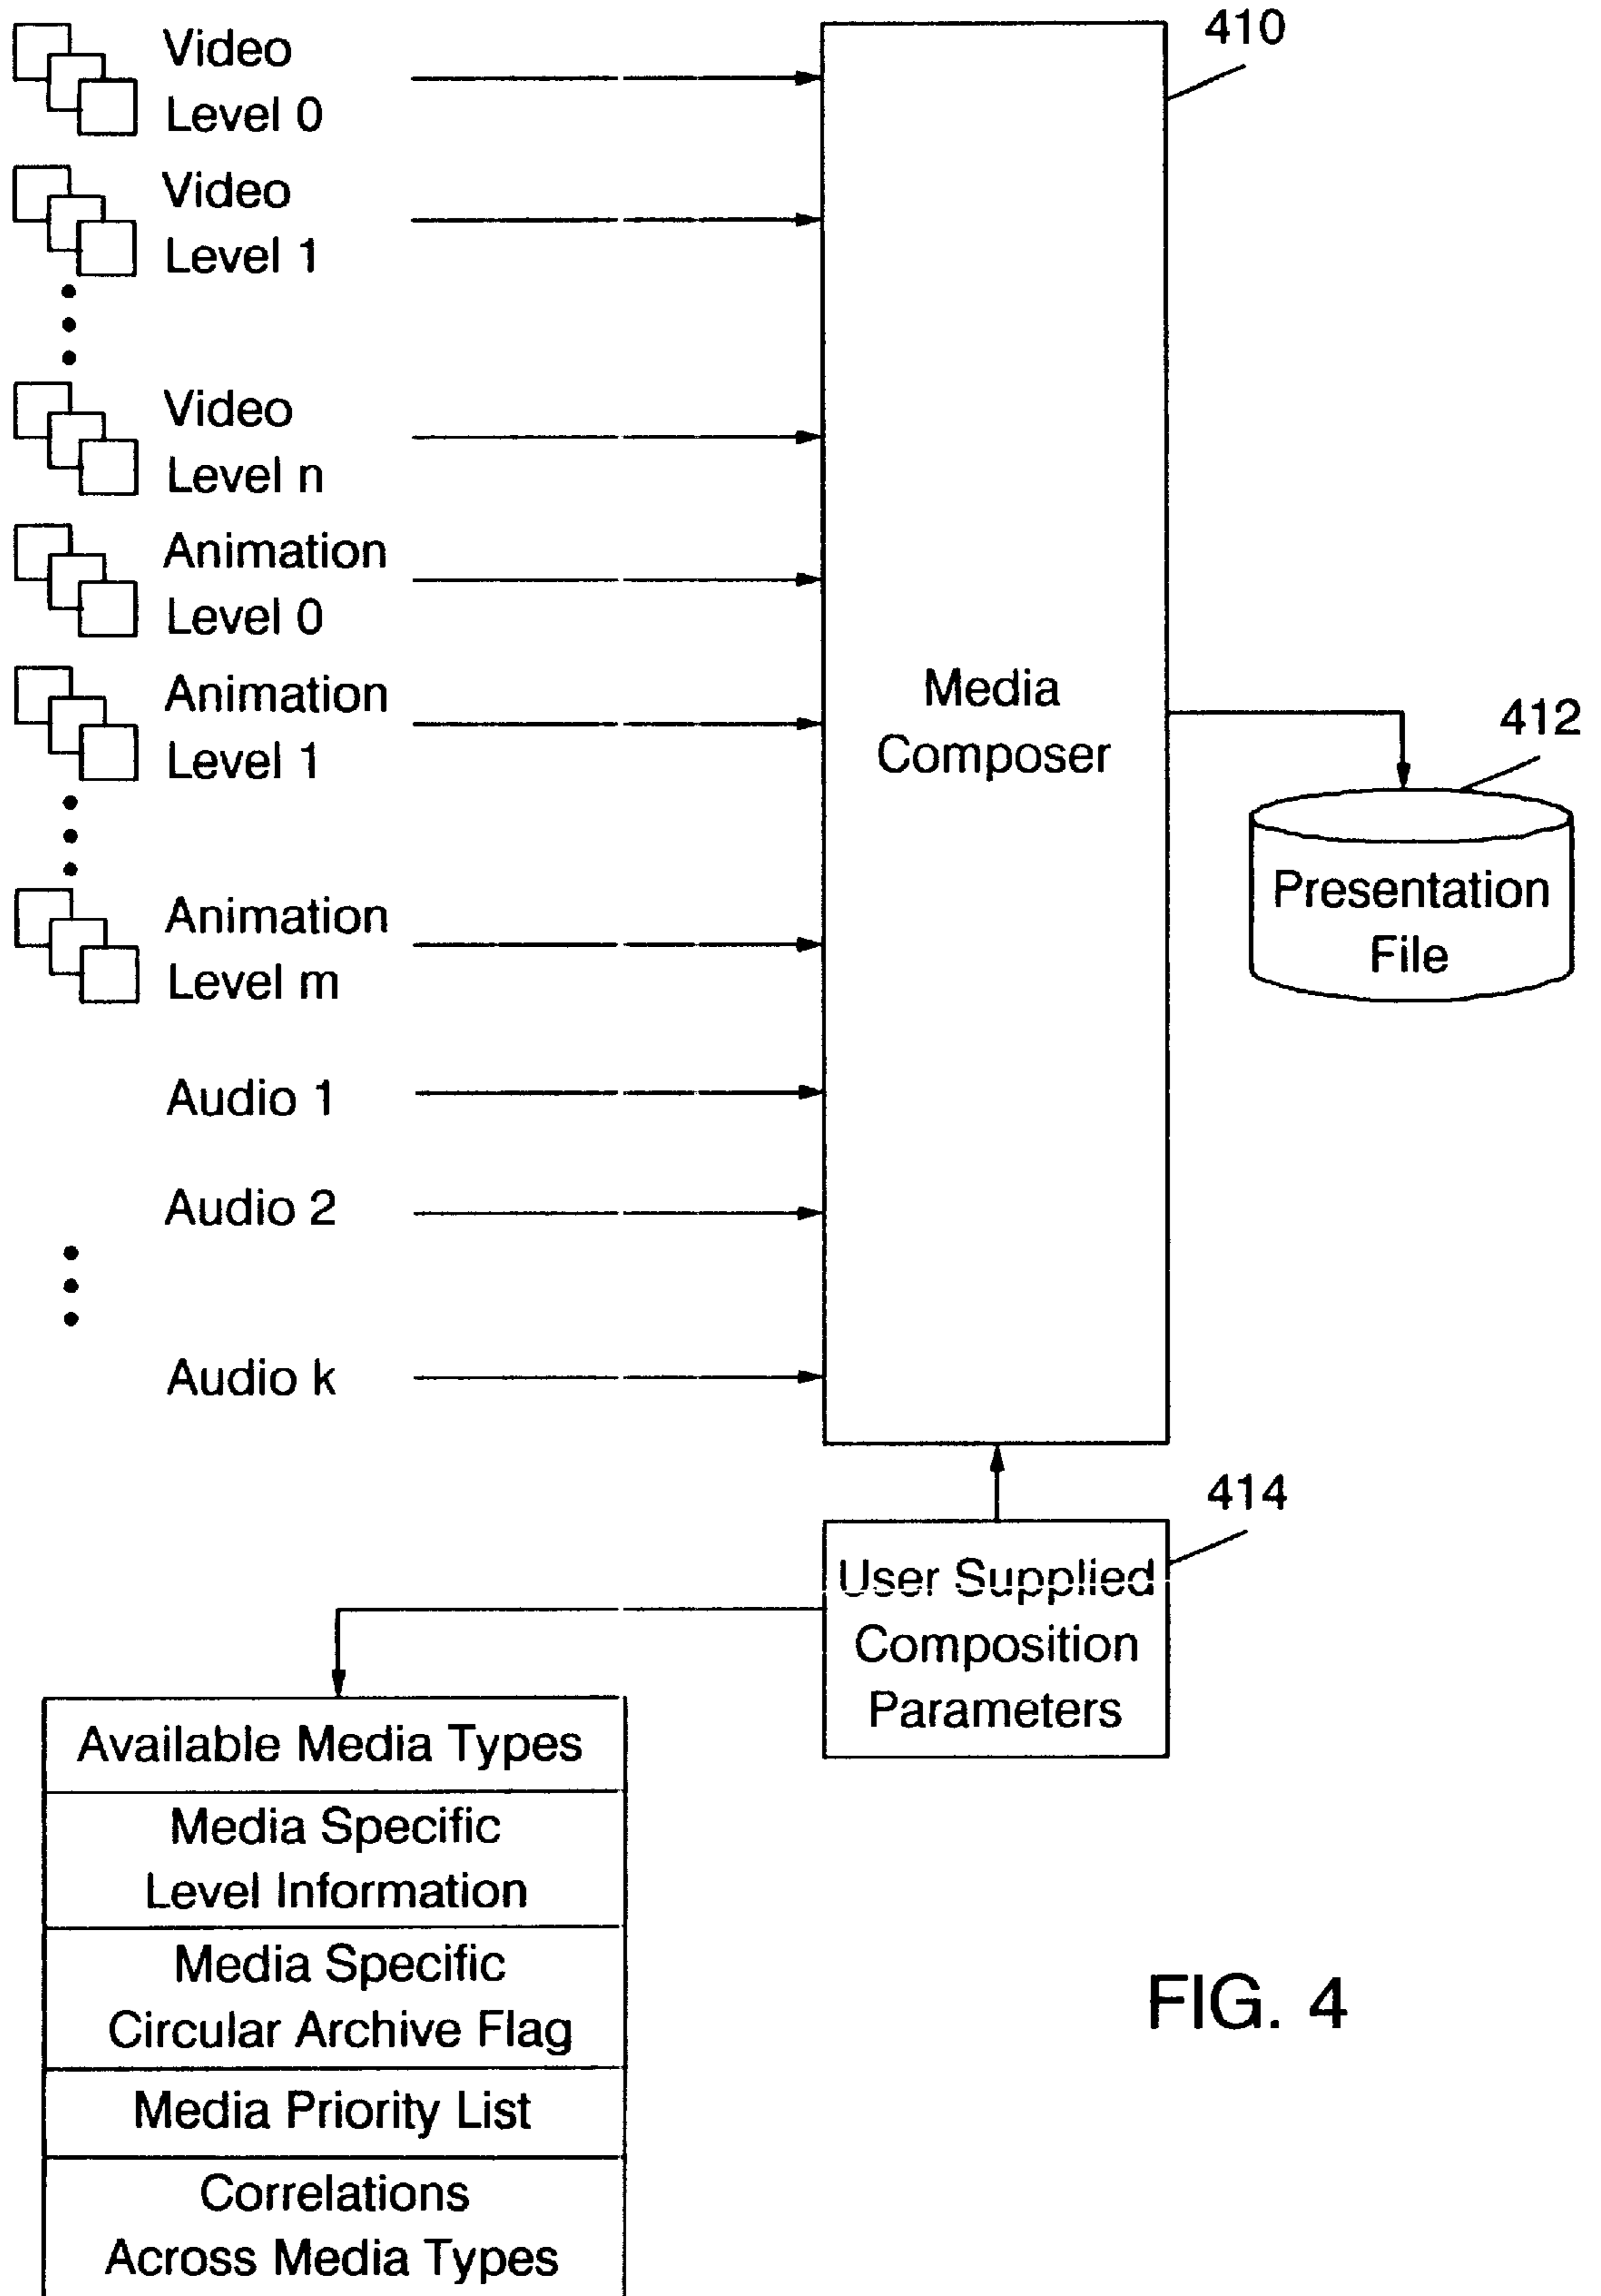 410
Video
Level 0
Video
Level 1
Video
Level n
Animation
Level 0
Animation
Level 1
Animation
Level m
Media
Composer
412
Presentation
File
Audio 1
Audio 2
Audio k
414
User Supplied
Composition
Parameters
Available Media Types
Media Specific
Level Information
Media Specific
Circular Archive Flag
Media Priority List
Correlations
Across Media Types
FIG. 4